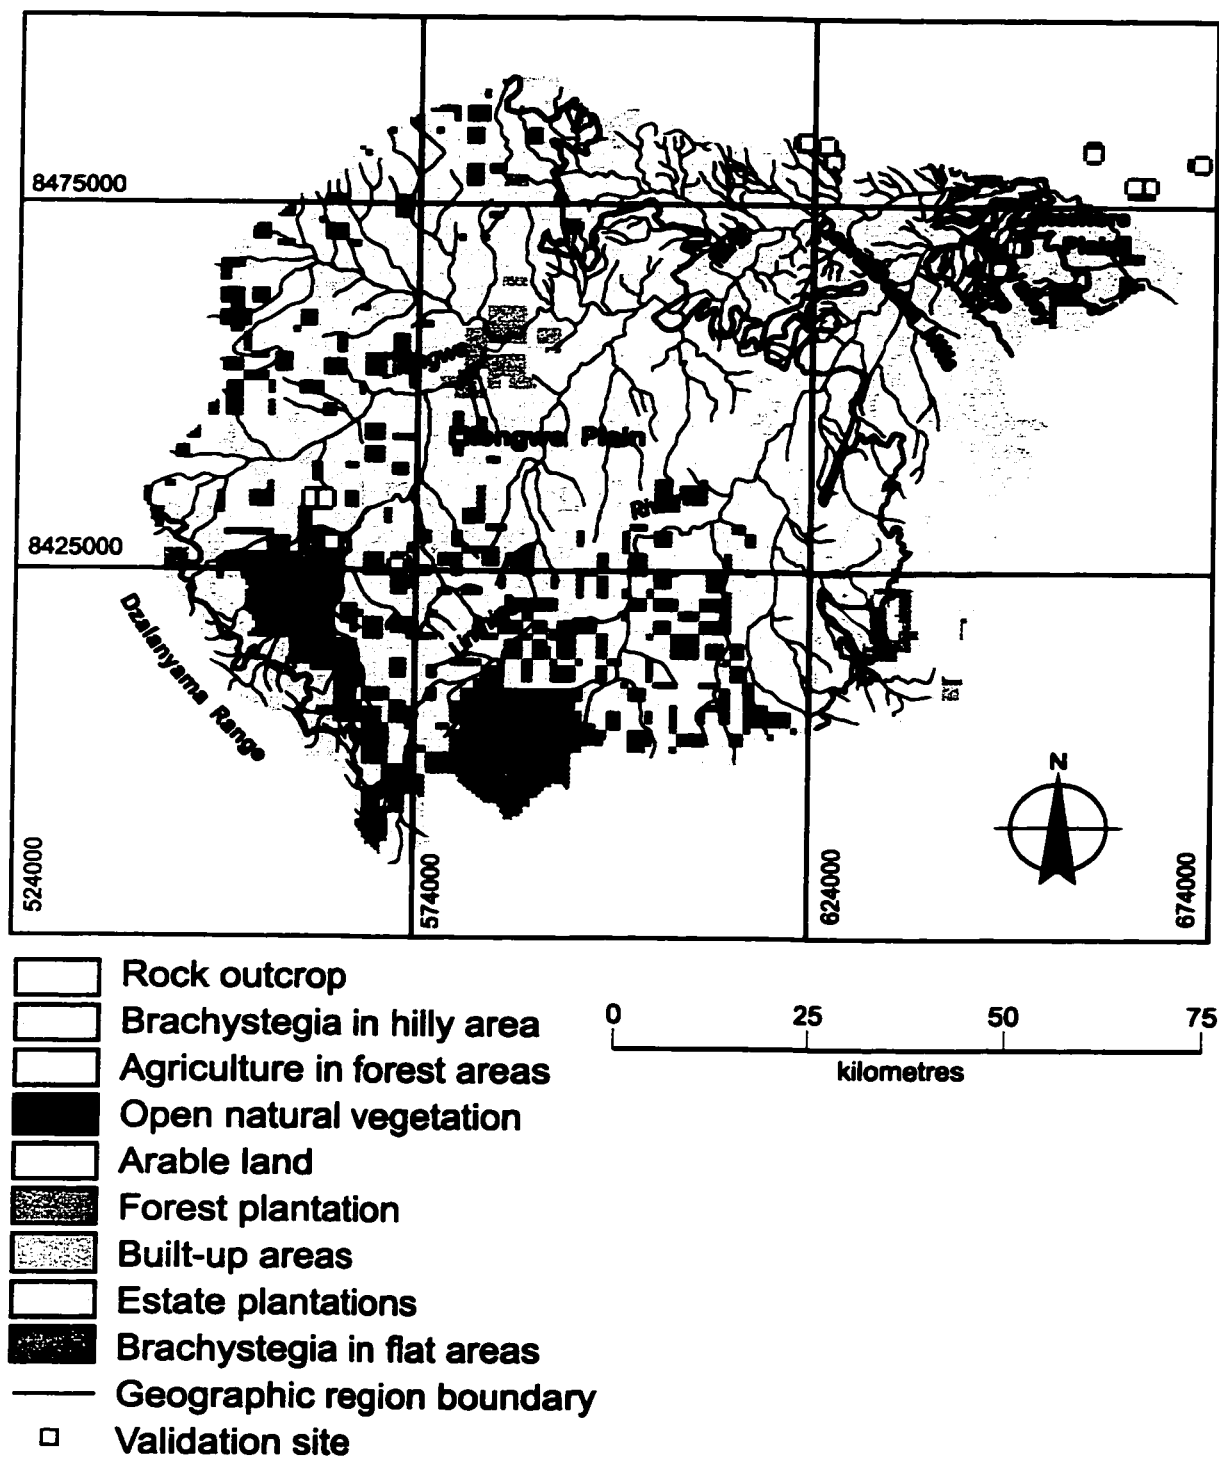 8475000
Plain
Plain
River
8425000
Dzalanyama Range
N
524000
574000
624000
674000
Rock outcrop
Brachystegia in hilly area
Agriculture in forest areas
Open natural vegetation
Arable land
Forest plantation
Built-up areas
Estate plantations
Brachystegia in flat areas
Geographic region boundary
Validation site
0 25 50 75
kilometres